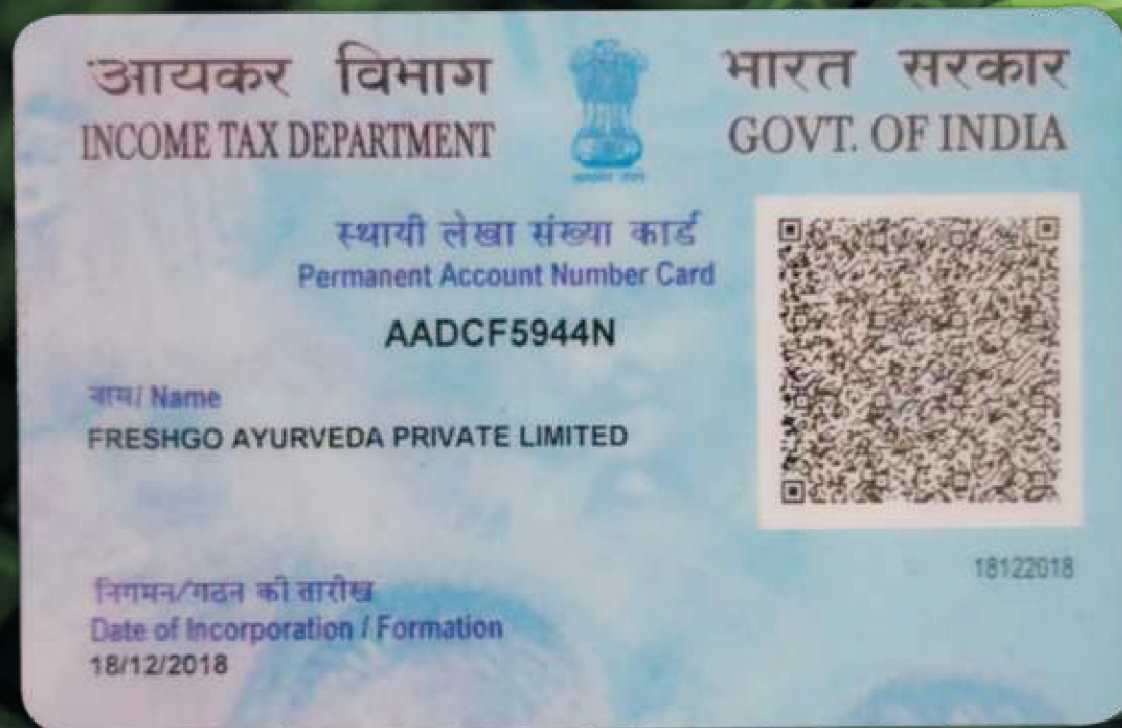 आयकर विभाग
INCOME TAX DEPARTMENT
भारत सरकार
GOVT. OF INDIA
स्थायी लेखा संख्या कार्ड
Permanent Account Number Card
AADCF5944N
नाम/ Name
FRESHGO AYURVEDA PRIVATE LIMITED
निगमन/गठन की तारीख
Date of Incorporation / Formation
18/12/2018
18122018